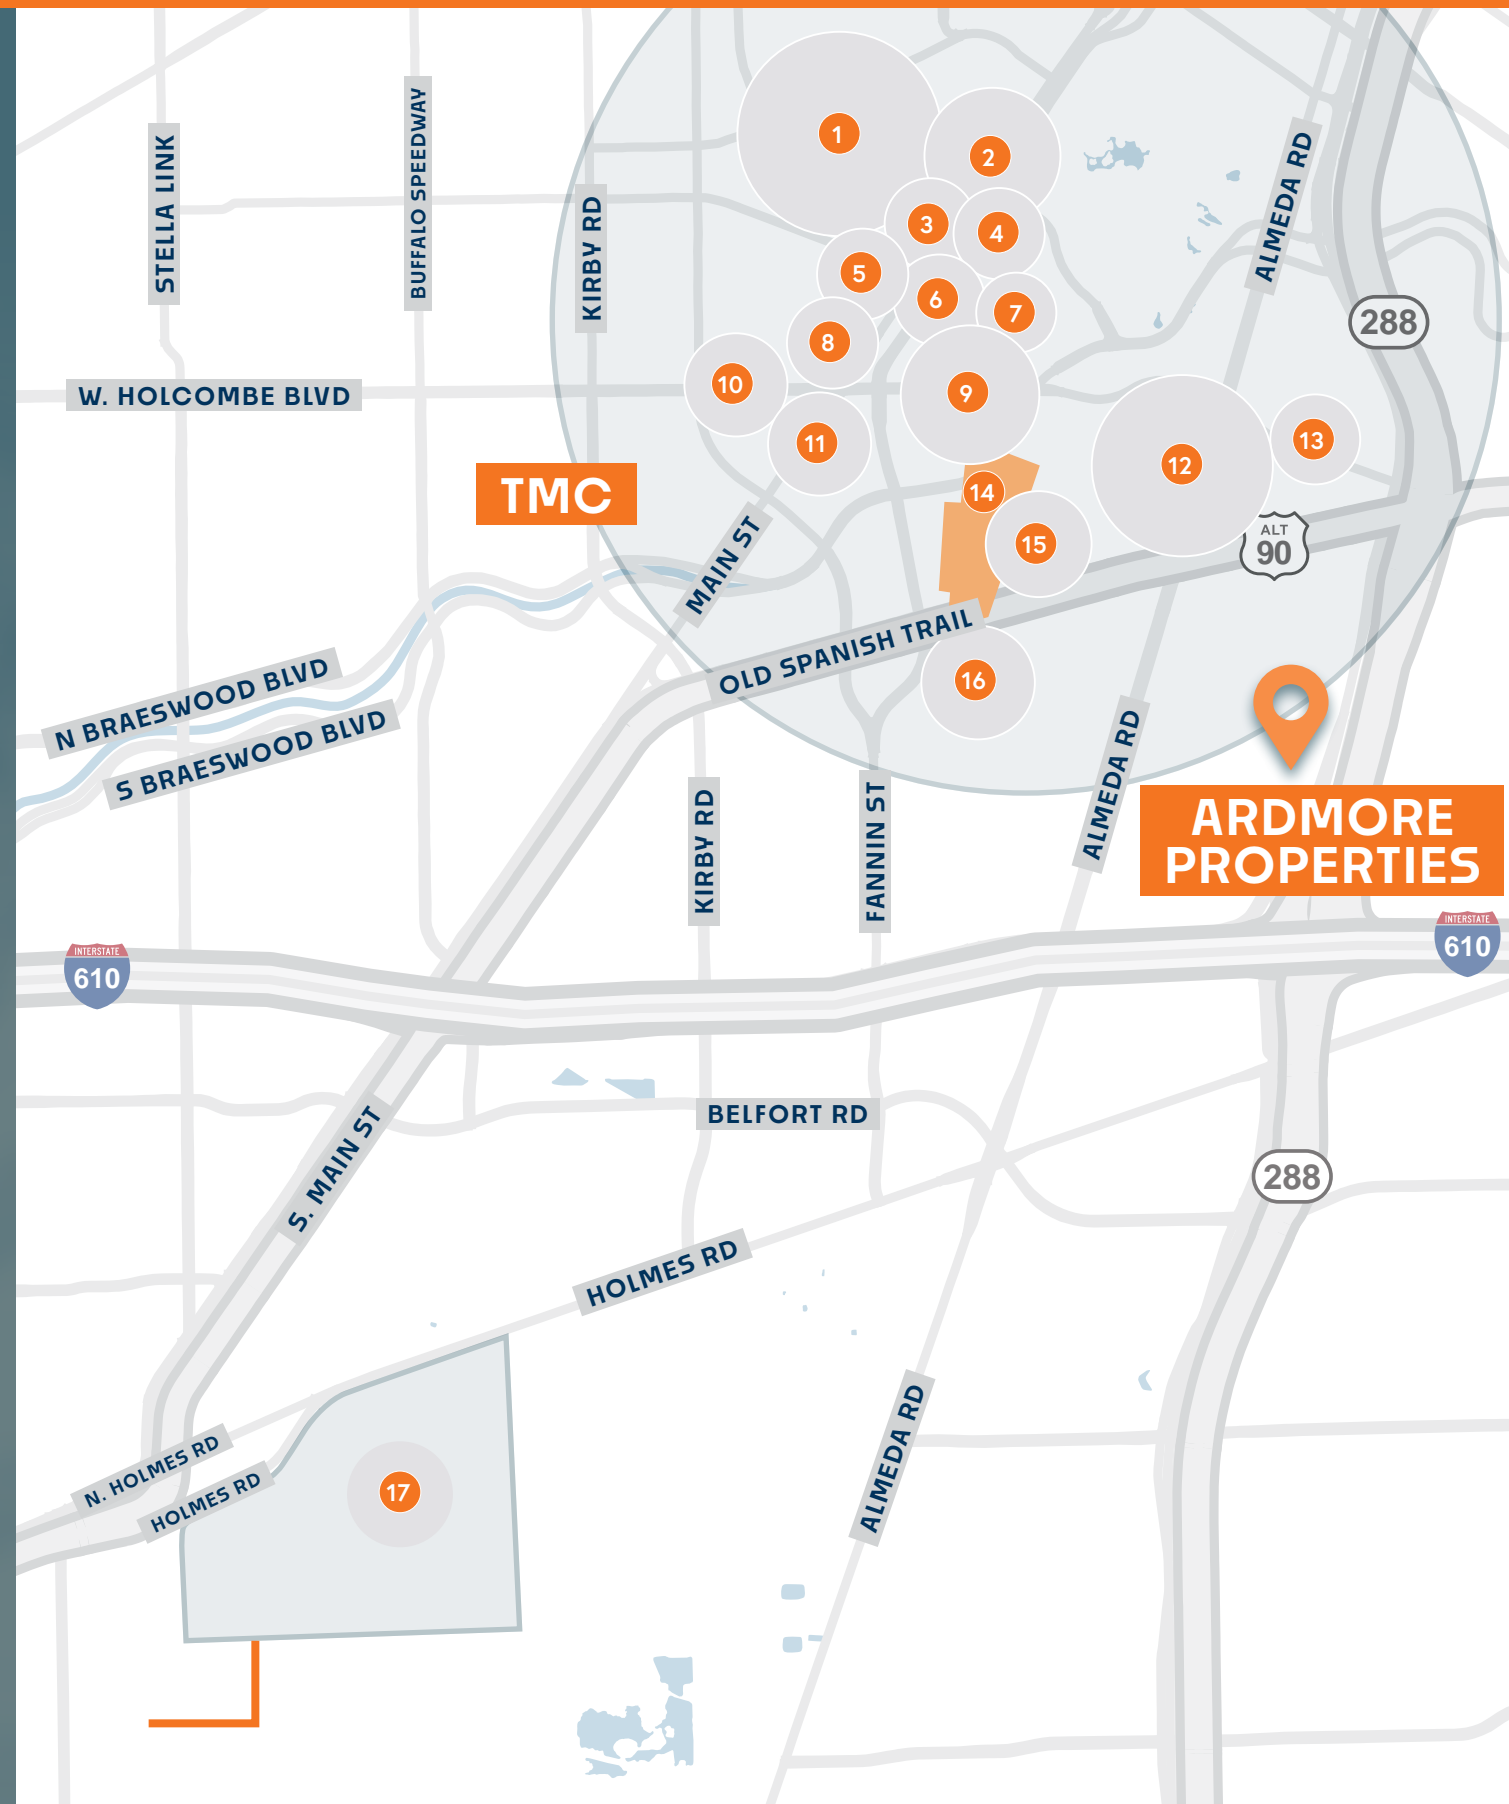 1
2
STELLA LINK
BUFFALO SPEEDWAY
KIRBY RD
ALMEDA RD
3
4
5
6
7
288
8
10
9
W. HOLCOMBE BLVD
11
12
13
TMC
14
MAIN ST
15
ALT
90
OLD SPANISH TRAIL
16
N BRAESWOOD BLVD
S BRAESWOOD BLVD
KIRBY RD
FANNIN ST
ALMEDA RD
ARDMORE
PROPERTIES
INTERSTATE
610
INTERSTATE
610
BELFORT RD
S. MAIN ST
288
HOLMES RD
ALMEDA RD
N. HOLMES RD
HOLMES RD
17